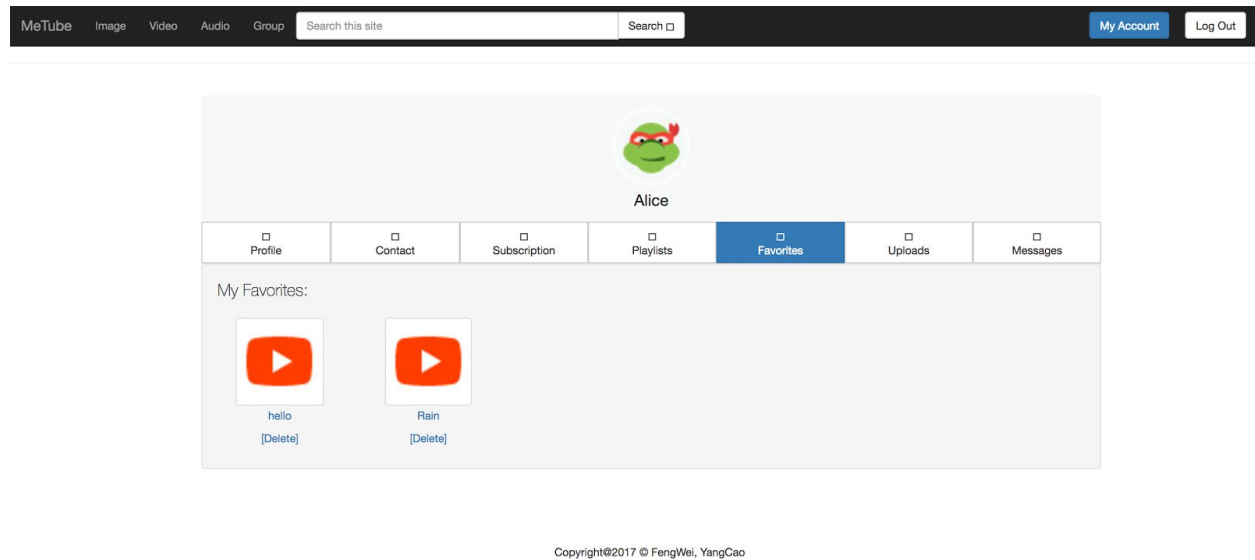 MeTube Image Video Audio Group Search this site Search My Account Log Out
Alice
Profile Contact Subscription Playlists Favorites Uploads Messages
My Favorites:
hello Rain
[Delete] [Delete]
Copyright@2017 © FengWei, YangCao